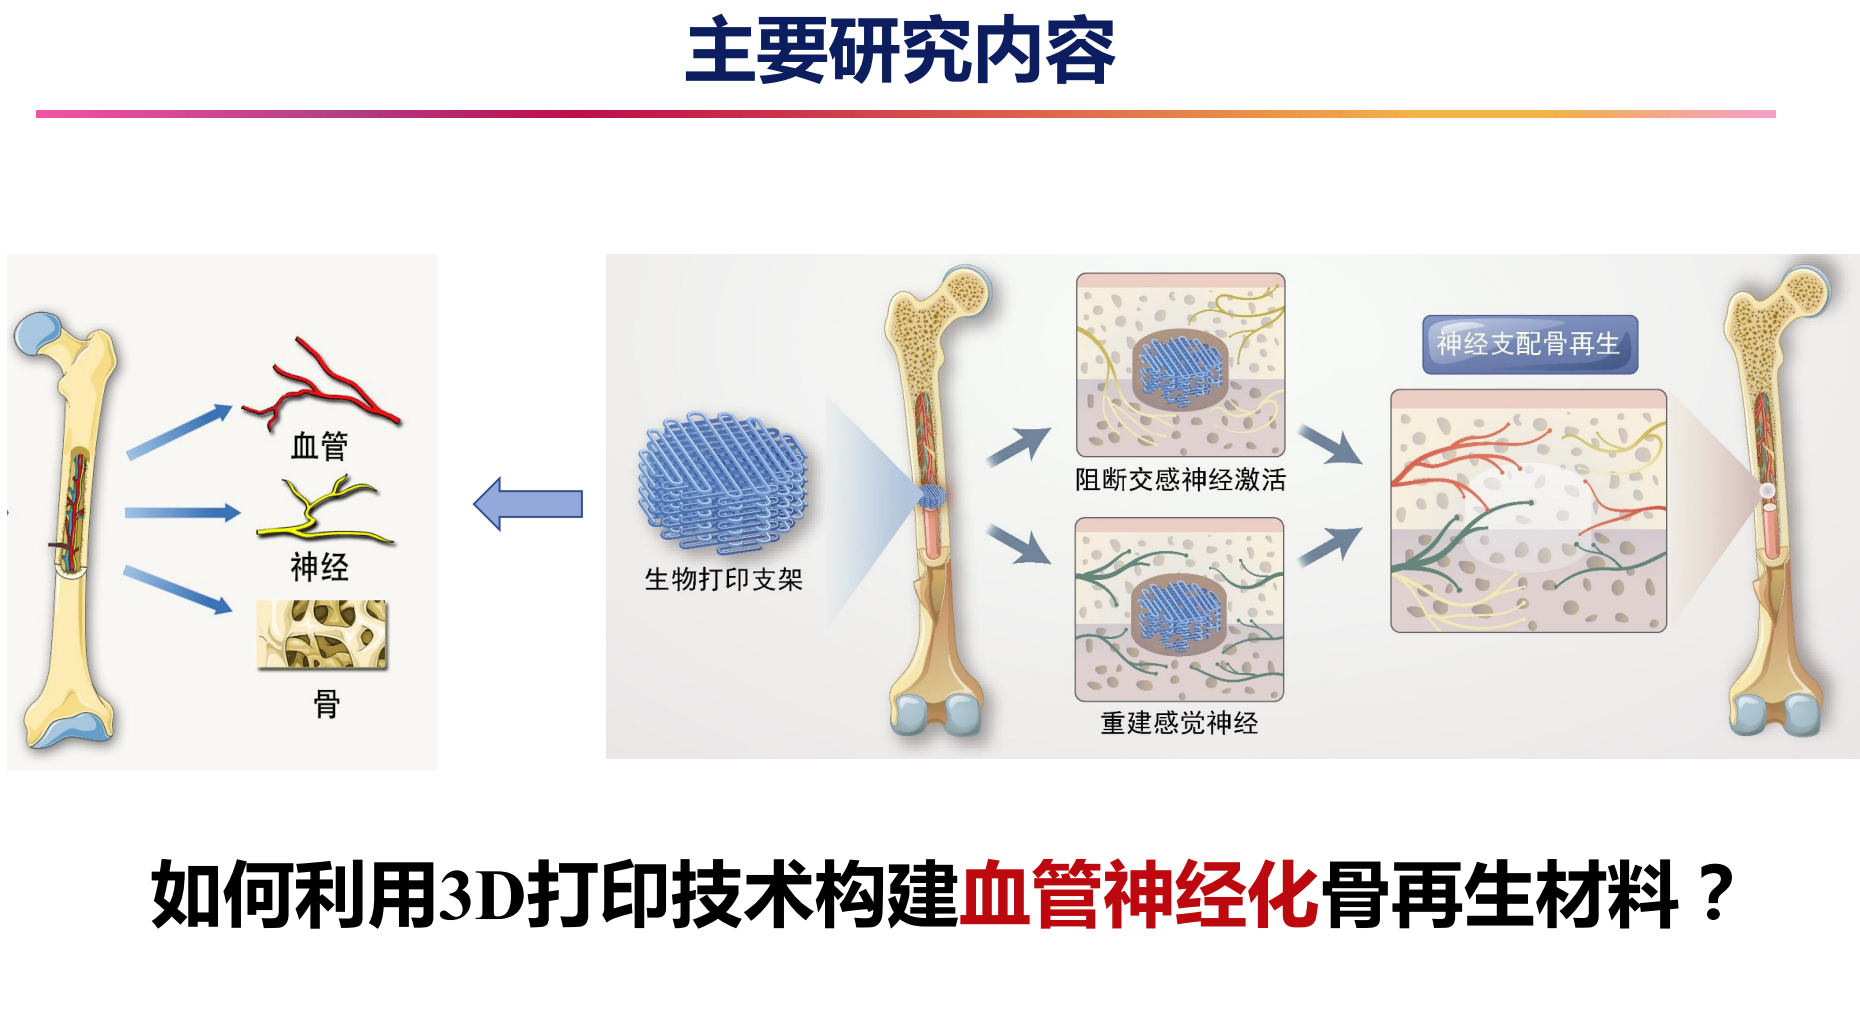 主要研究内容
血管
神经
骨
生物打印支架
阻断交感神经激活
重建感觉神经
神经支配骨再生
如何利用3D打印技术构建血管神经化骨再生材料？